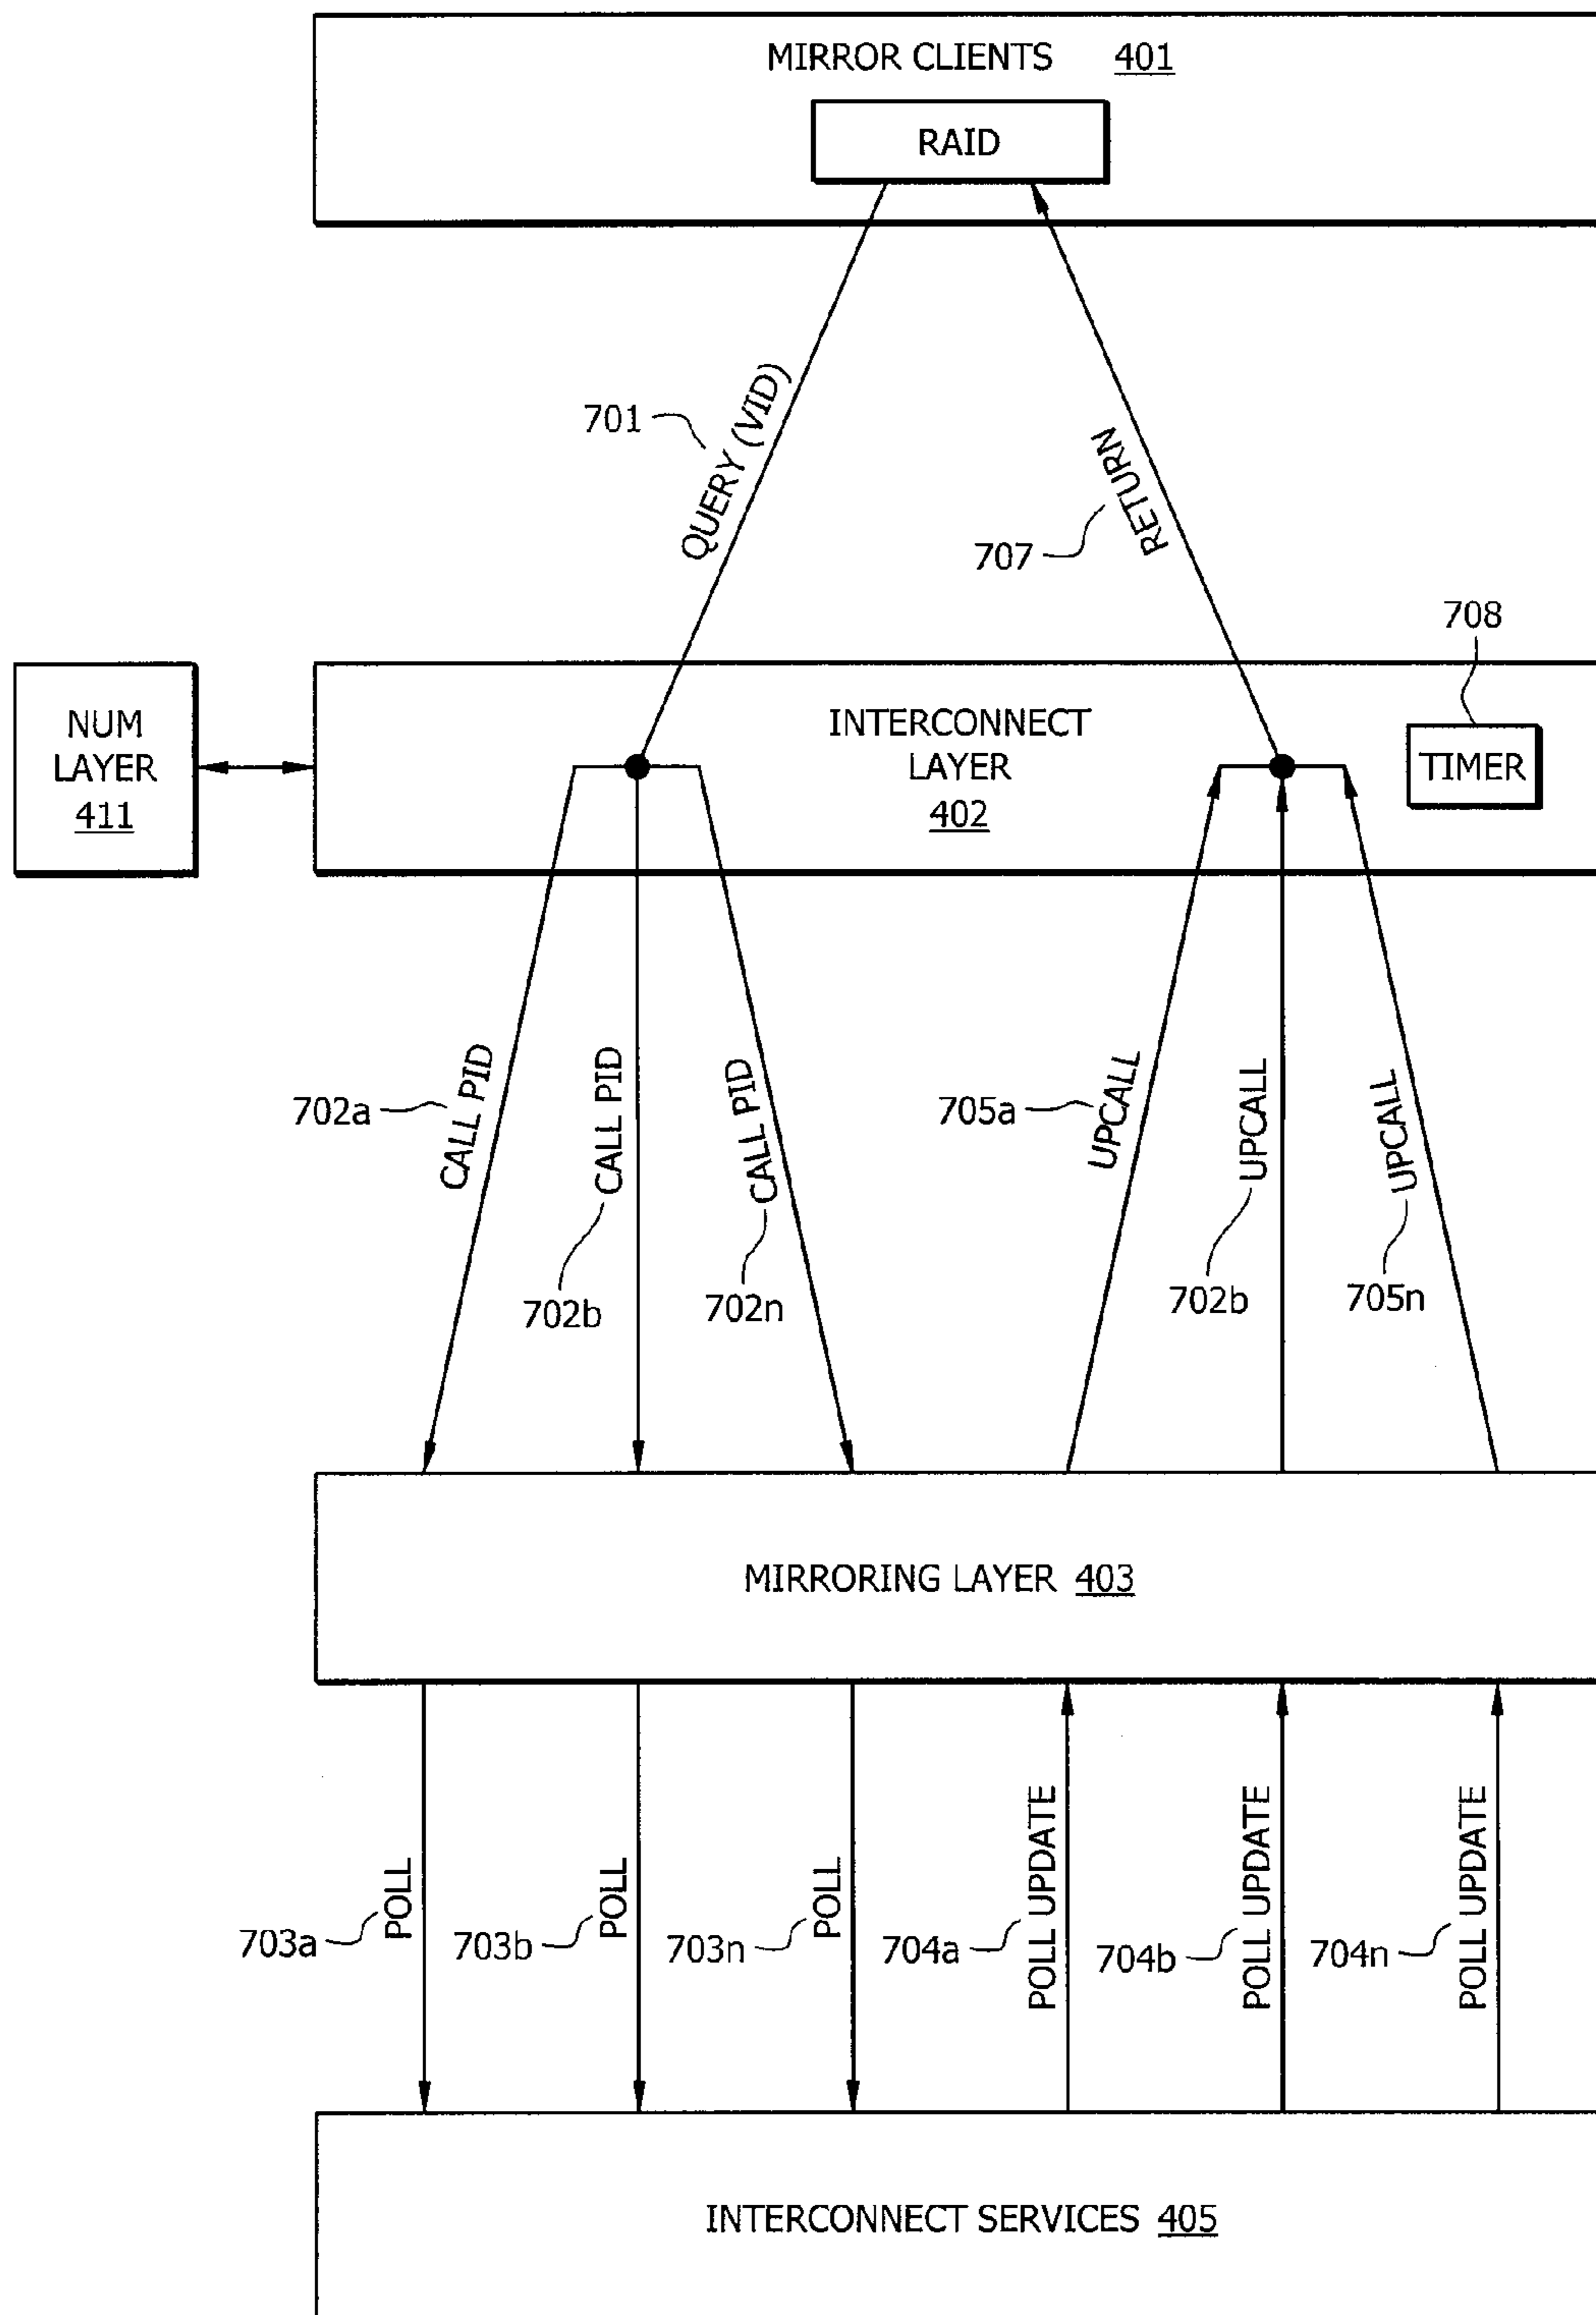 MIRROR CLIENTS 401
RAID
701
QUERY (VID)
RETURN
707
708
NUM
LAYER
411
INTERCONNECT
LAYER
402
TIMER
702a
CALL PID
CALL PID
702b
CALL PID
702n
705a
UPCALL
UPCALL
702b
UPCALL
705n
MIRRORING LAYER 403
703a
POLL
703b
POLL
703n
POLL
704a
POLL UPDATE
704b
POLL UPDATE
704n
POLL UPDATE
INTERCONNECT SERVICES 405